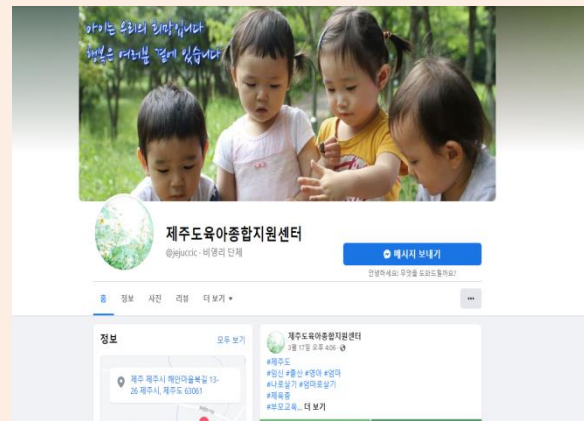 아이는 우리의 희망입니다
행복은 여러분 곁에 있습니다
제주도육아종합지원센터
@jejuccic · 비영리 단체
메시지 보내기
안녕하세요! 무엇을 도와드릴까요?
홈 정보 사진 리뷰 더 보기
정보
모두 보기
제주 제주시 해안마을북길 13-
26 제주시, 제주도 63061
제주도육아종합지원센터
3월 17일 오후 4:06
#제주도
#임신 #출산 #영아 #엄마
#나로살기 #엄마로살기
#제육중
#부모교육... 더 보기